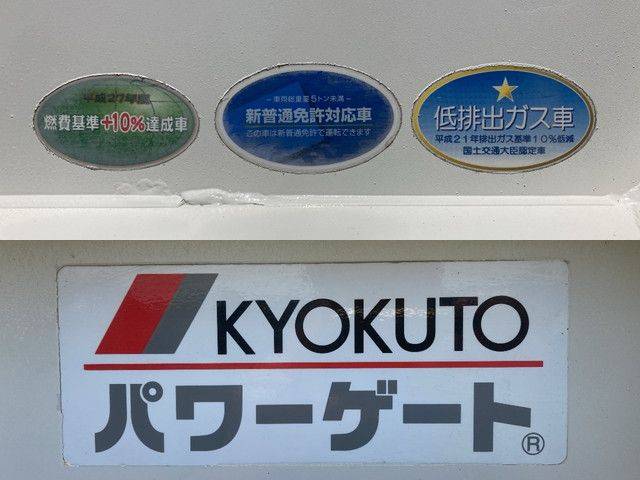 平成27年度
燃費基準+10%達成車
－車両総重量5トン未満－
新普通免許対応車
この車は新普通免許で運転できます
低排出ガス車
平成21年排出ガス基準10%低減
国土交通大臣認定車
KYOKUTO
パワーゲート®